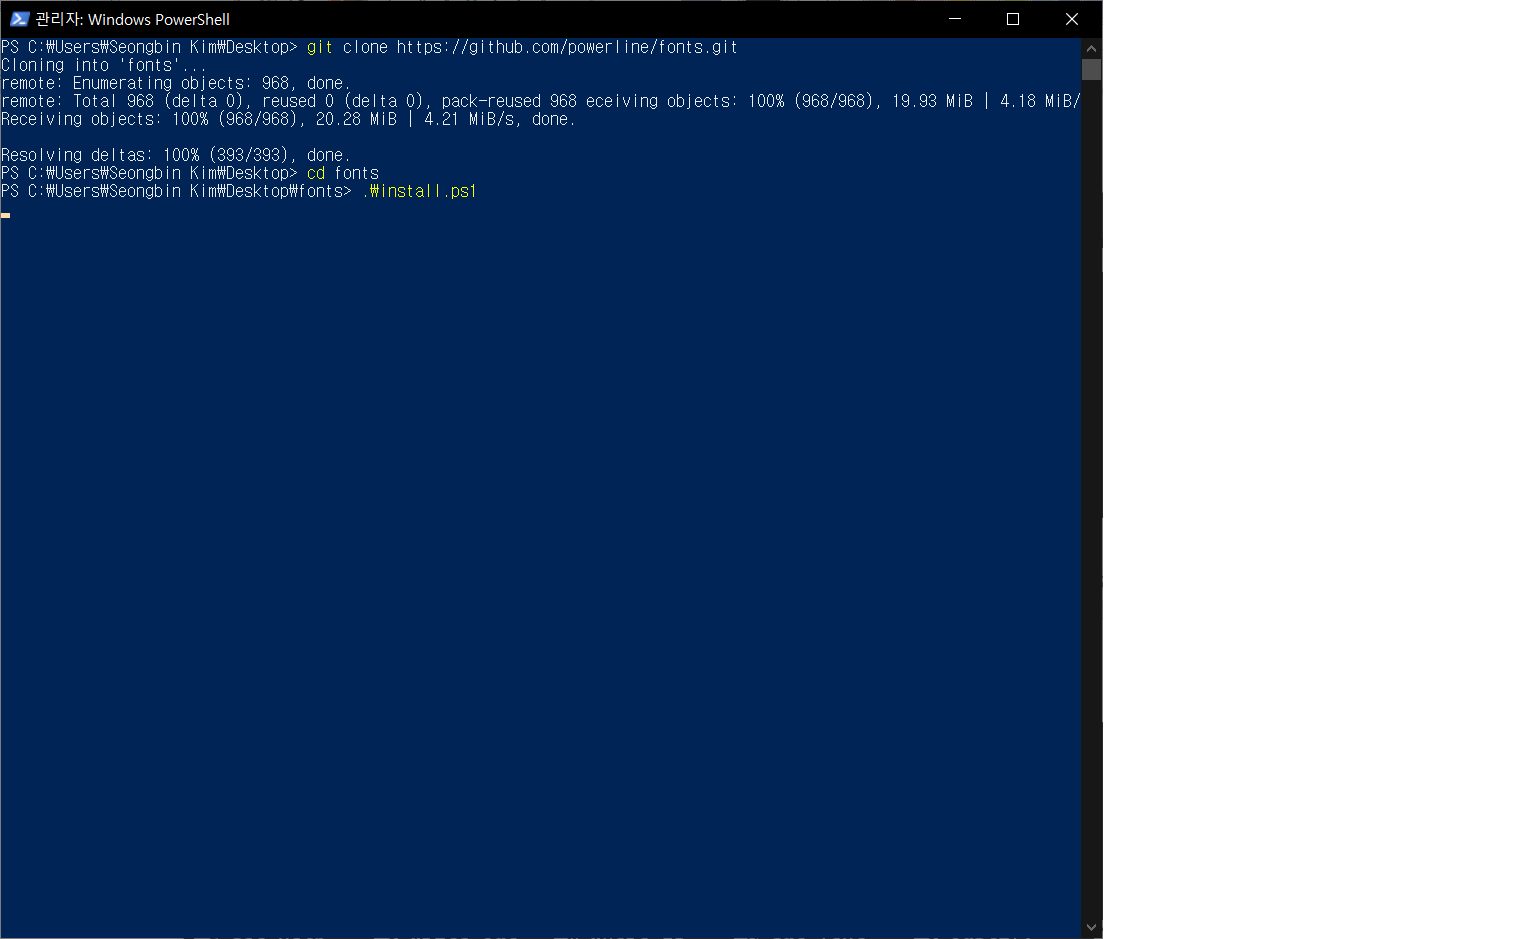 관리자: Windows PowerShell
PS C:₩Users₩Seongbin Kim₩Desktop> git clone https://github.com/powerline/fonts.git
Cloning into 'fonts'...
remote: Enumerating objects: 968, done.
remote: Total 968 (delta 0), reused 0 (delta 0), pack-reused 968 eceiving objects: 100% (968/968), 19.93 MiB | 4.18 MiB/
Receiving objects: 100% (968/968), 20.28 MiB | 4.21 MiB/s, done.
Resolving deltas: 100% (393/393), done.
PS C:₩Users₩Seongbin Kim₩Desktop> cd fonts
PS C:₩Users₩Seongbin Kim₩Desktop₩fonts> .₩install.ps1